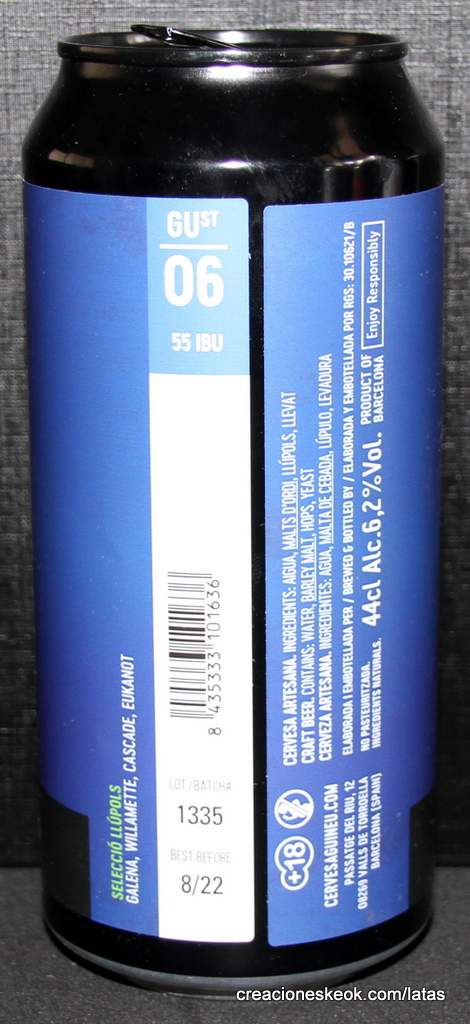 GUST
06
55 IBU
SELECCIÓ LLÚPOLS
GALENA, WILLAMETTE, CASCADE, EUKANOT
8 435333 101636
LOT/BATCH#
1335
BEST BEFORE
8/22
CERVESA ARTESANA. INGREDIENTS: AIGUA, MALTS D'ORDI, LLÚPOLS, LLEVAT
CRAFT BEER. CONTAINS: WATER, BARLEY MALT, HOPS, YEAST
CERVEZA ARTESANA. INGREDIENTES: AGUA, MALTA DE CEBADA, LÚPULO, LEVADURA
ELABORADA I EMBOTELLADA PER / BREWED & BOTTLED BY / ELABORADA Y EMBOTELLADA POR RGS: 30.10621/B
NO PASTEURITZADA.
INGREDIENTS NATURALS.
44cl Alc.6,2%Vol.
PRODUCT OF
BARCELONA
Enjoy Responsibly
+18
CERVESAGUINEU.COM
PASSATGE DEL RIU, 12
08269 VALLS DE TORROELLA
BARCELONA (SPAIN)
creacioneskeok.com/latas